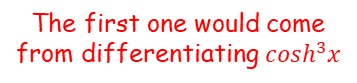 The first one would come
from differentiating cosh³x